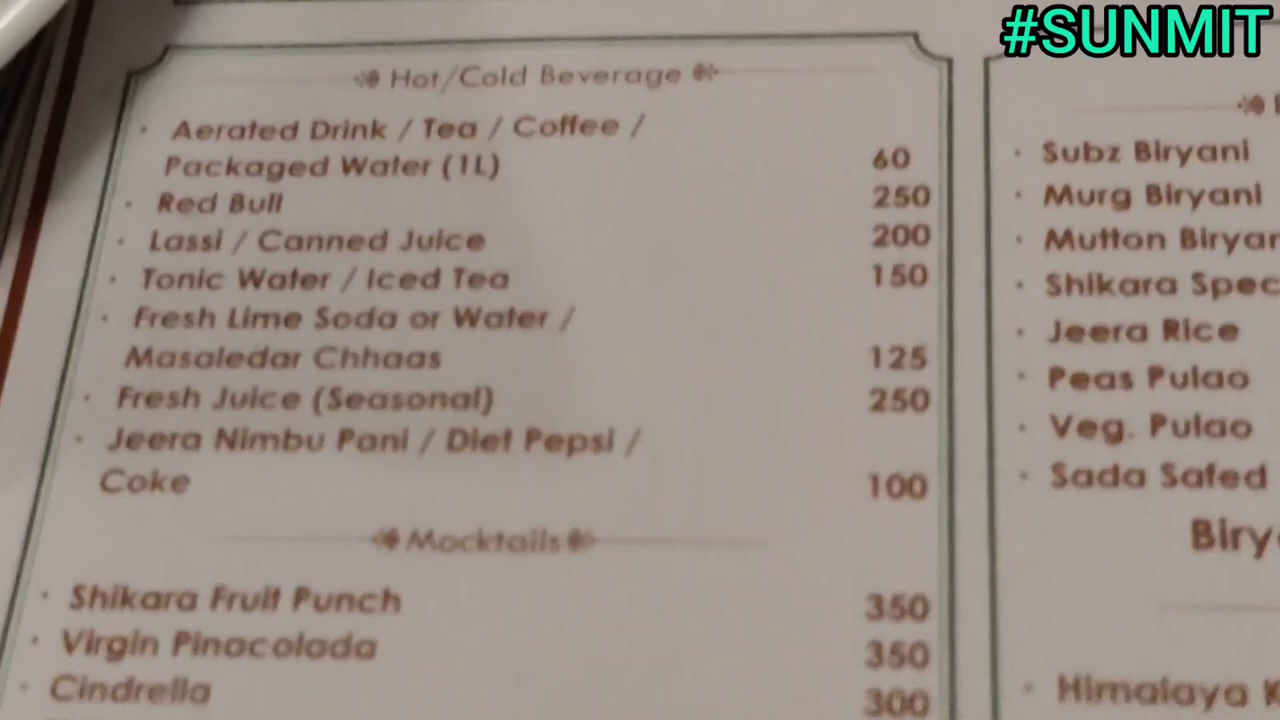 #SUNMIT
Hot/Cold Beverage
· Aerated Drink / Tea / Coffee /
Packaged Water (1L) 60
· Red Bull 250
· Lassi / Canned Juice 200
· Tonic Water / Iced Tea 150
· Fresh Lime Soda or Water /
Masaledar Chhaas 125
· Fresh Juice (Seasonal) 250
· Jeera Nimbu Pani / Diet Pepsi /
Coke 100
Mocktails
· Shikara Fruit Punch 350
· Virgin Pinacolada 350
· Cindrella 300
· Subz Biryani
· Murg Biryani
· Mutton
· Shikara
· Jeera Rice
· Peas Pulao
· Veg. Pulao
· Sada Safed
· Himalaya